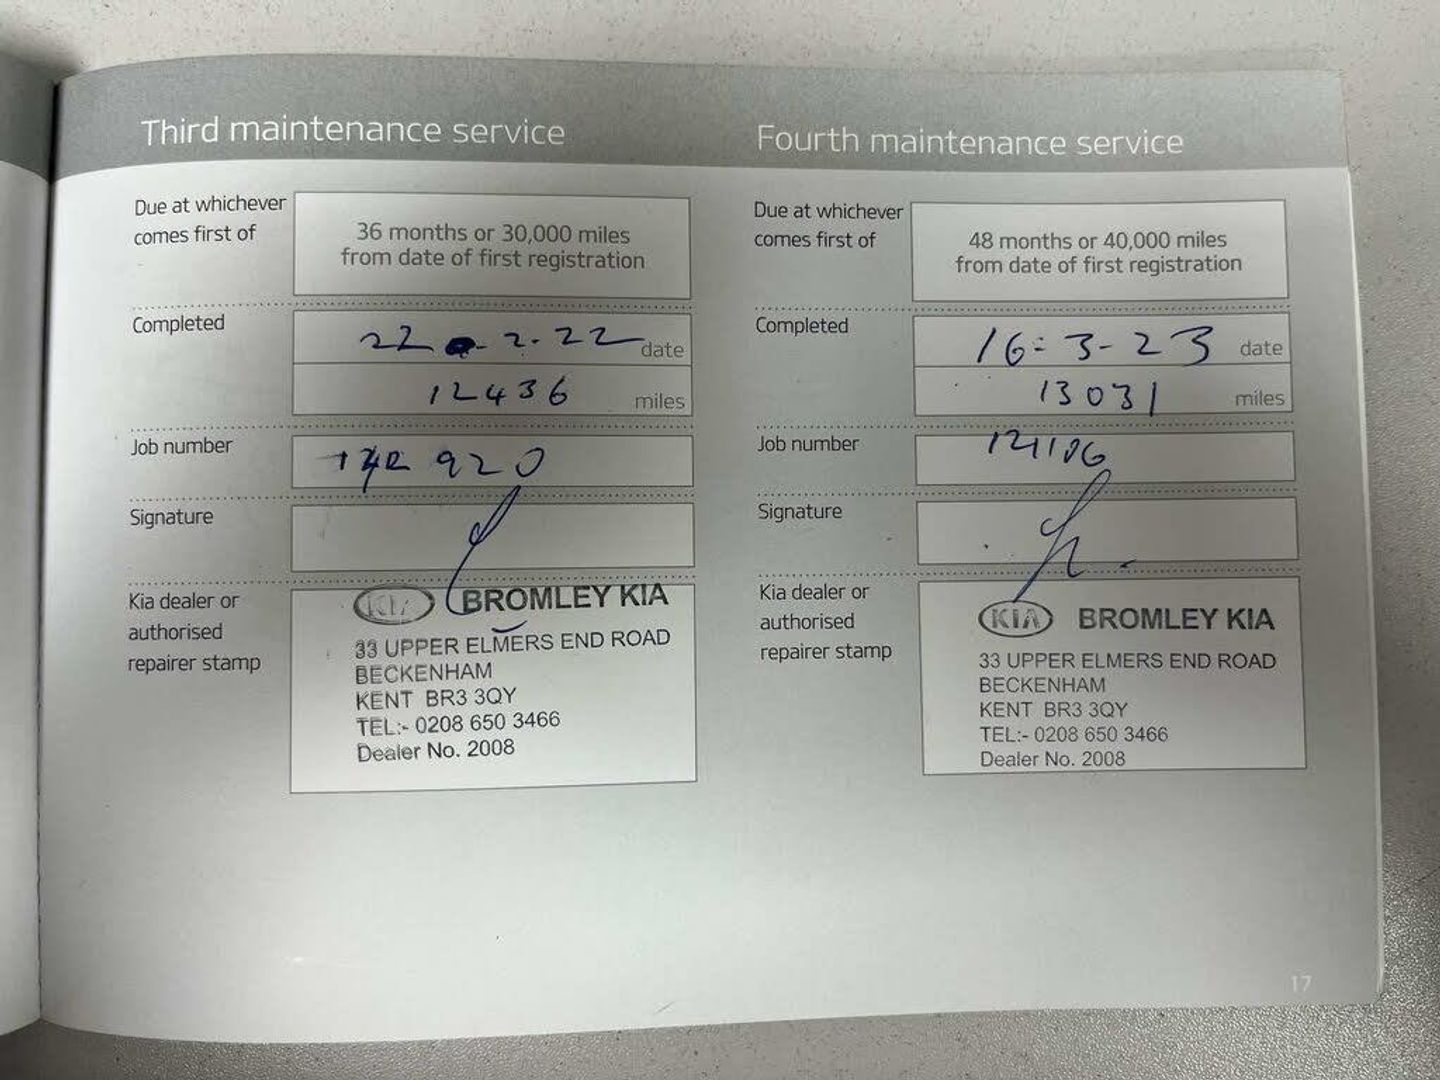 Third maintenance service
Due at whichever
comes first of
36 months or 30,000 miles
from date of first registration
Completed
22 2-22 date
12436 miles
Job number
920
Signature
Kia dealer or
authorised
repairer stamp
KIA BROMLEY KIA
33 UPPER ELMERS END ROAD
BECKENHAM
KENT BR3 3QY
TEL:- 0208 650 3466
Dealer No. 2008
Fourth maintenance service
Due at whichever
comes first of
48 months or 40,000 miles
from date of first registration
Completed
16-3-23 date
13031 miles
Job number
121186
Signature
Kia dealer or
authorised
repairer stamp
KIA BROMLEY KIA
33 UPPER ELMERS END ROAD
BECKENHAM
KENT BR3 3QY
TEL:- 0208 650 3466
Dealer No. 2008
17